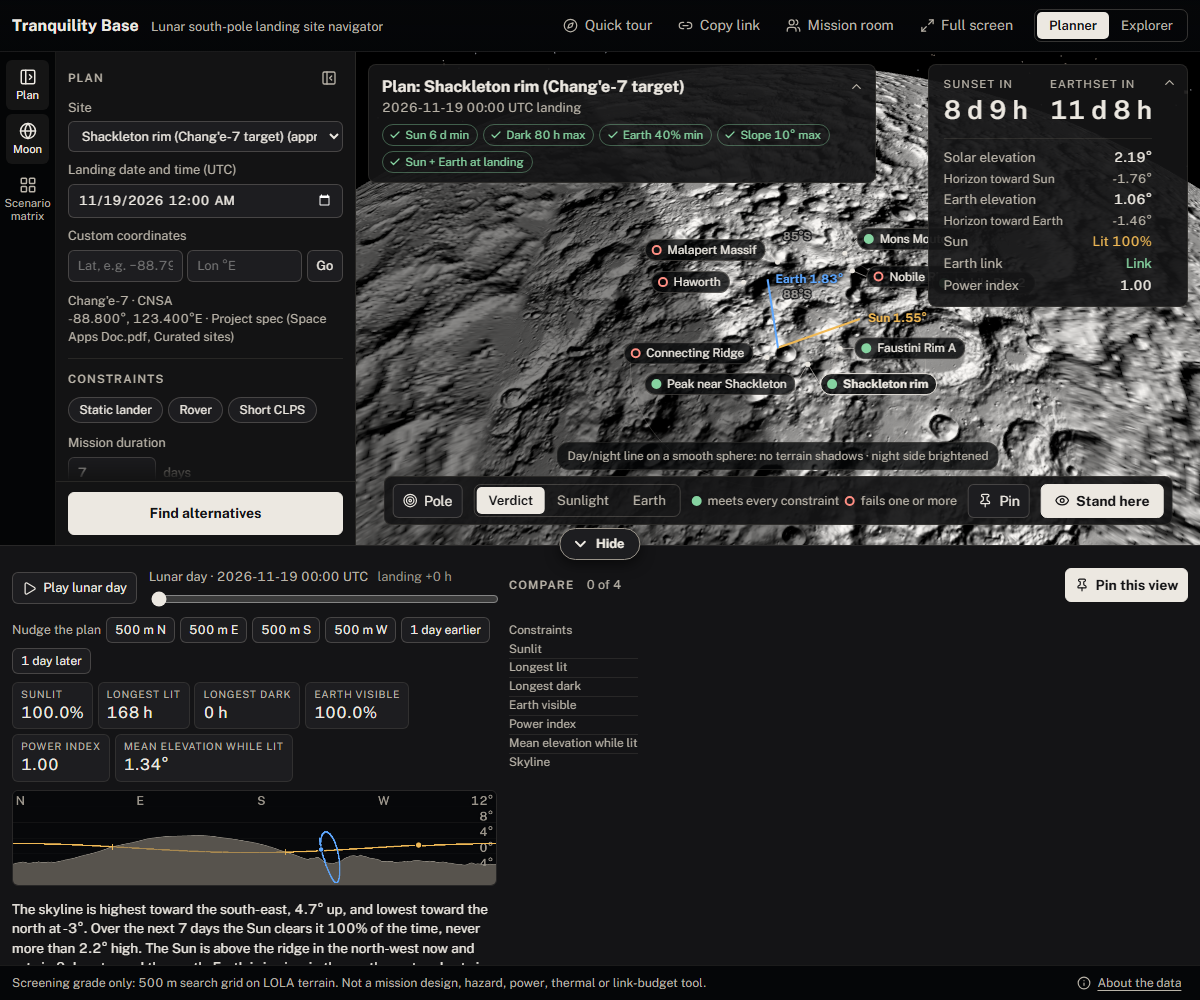 Tranquility Base Lunar south-pole landing site navigator
Quick tour Copy link Mission room Full screen Planner Explorer
Plan
Moon
Scenario
matrix
PLAN
Site
Shackleton rim (Chang'e-7 target) (appr
Landing date and time (UTC)
11/19/2026 12:00 AM
Custom coordinates
Lat, e.g. −88.79 Lon °E Go
Chang'e-7 · CNSA
-88.800°, 123.400°E · Project spec (Space
Apps Doc.pdf, Curated sites)
CONSTRAINTS
Static lander Rover Short CLPS
Mission duration
7 days
Find alternatives
Plan: Shackleton rim (Chang'e-7 target)
2026-11-19 00:00 UTC landing
Sun 6 d min Dark 80 h max Earth 40% min Slope 10° max
Sun + Earth at landing
SUNSET IN EARTHSET IN
8 d 9 h 11 d 8 h
Solar elevation 2.19°
Horizon toward Sun -1.76°
Earth elevation 1.06°
Horizon toward Earth -1.46°
Sun Lit 100%
Earth link Link
Power index 1.00
85°S
Mons Mou
Malapert Massif
Nobile
Earth 1.83°
Haworth
88°S
Sun 1.55°
Connecting Ridge
Faustini Rim A
Peak near Shackleton
Shackleton rim
Day/night line on a smooth sphere: no terrain shadows · night side brightened
Pole Verdict Sunlight Earth meets every constraint fails one or more Pin Stand here
Hide
Play lunar day Lunar day · 2026-11-19 00:00 UTC landing +0 h
Nudge the plan 500 m N 500 m E 500 m S 500 m W 1 day earlier
1 day later
SUNLIT LONGEST LIT LONGEST DARK EARTH VISIBLE
100.0% 168 h 0 h 100.0%
POWER INDEX MEAN ELEVATION WHILE LIT
1.00 1.34°
N E S W 12°
8°
4°
0°
4°
The skyline is highest toward the south-east, 4.7° up, and lowest toward the
north at -3°. Over the next 7 days the Sun clears it 100% of the time, never
more than 2.2° high. The Sun is above the ridge in the north-west now and
COMPARE 0 of 4 Pin this view
Constraints
Sunlit
Longest lit
Longest dark
Earth visible
Power index
Mean elevation while lit
Skyline
Screening grade only: 500 m search grid on LOLA terrain. Not a mission design, hazard, power, thermal or link-budget tool. About the data